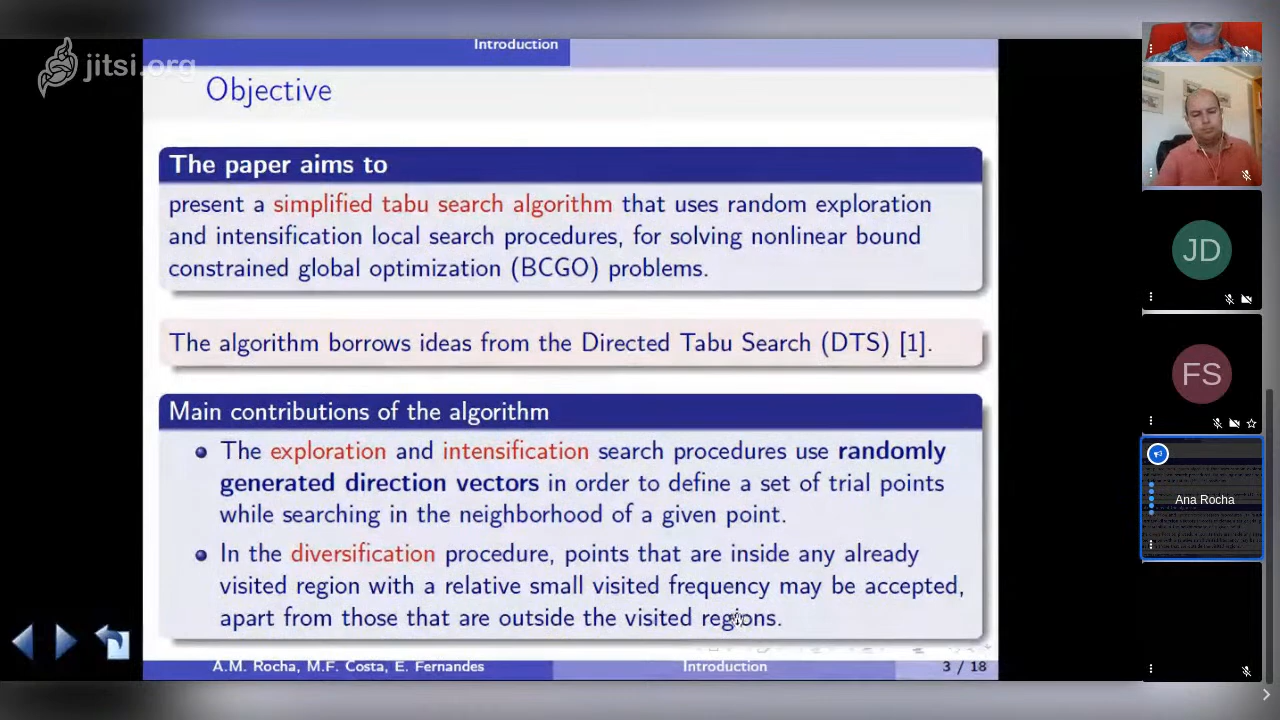 jitsi.org
Introduction
Objective
The paper aims to
present a simplified tabu search algorithm that uses random exploration
and intensification local search procedures, for solving nonlinear bound
constrained global optimization (BCGO) problems.
The algorithm borrows ideas from the Directed Tabu Search (DTS) [1].
Main contributions of the algorithm
The exploration and intensification search procedures use randomly
generated direction vectors in order to define a set of trial points
while searching in the neighborhood of a given point.
In the diversification procedure, points that are inside any already
visited region with a relative small visited frequency may be accepted,
apart from those that are outside the visited regions.
A.M. Rocha, M.F. Costa, E. Fernandes
Introduction
3 / 18
JD
FS
Ana Rocha